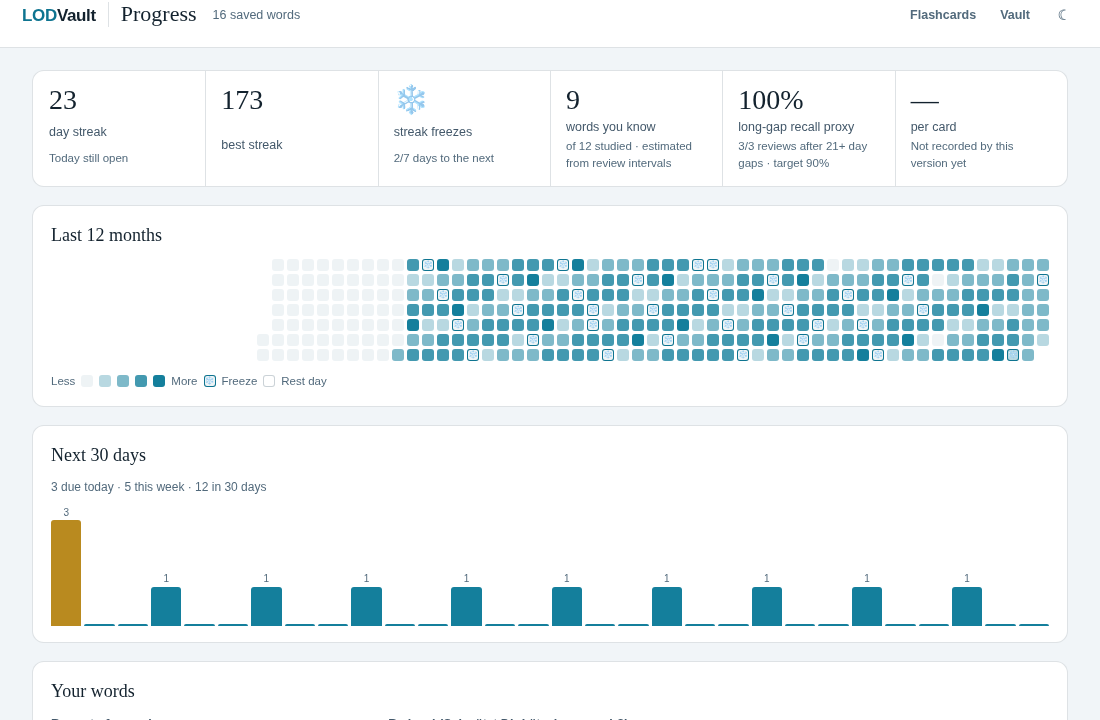 LODVault Progress 16 saved words Flashcards Vault
23
day streak
Today still open
173
best streak
streak freezes
2/7 days to the next
9
words you know
of 12 studied · estimated
from review intervals
100%
long-gap recall proxy
3/3 reviews after 21+ day
gaps · target 90%
—
per card
Not recorded by this
version yet
Last 12 months
Less More Freeze Rest day
Next 30 days
3 due today · 5 this week · 12 in 30 days
3
1 1 1 1 1 1 1 1 1
Your words